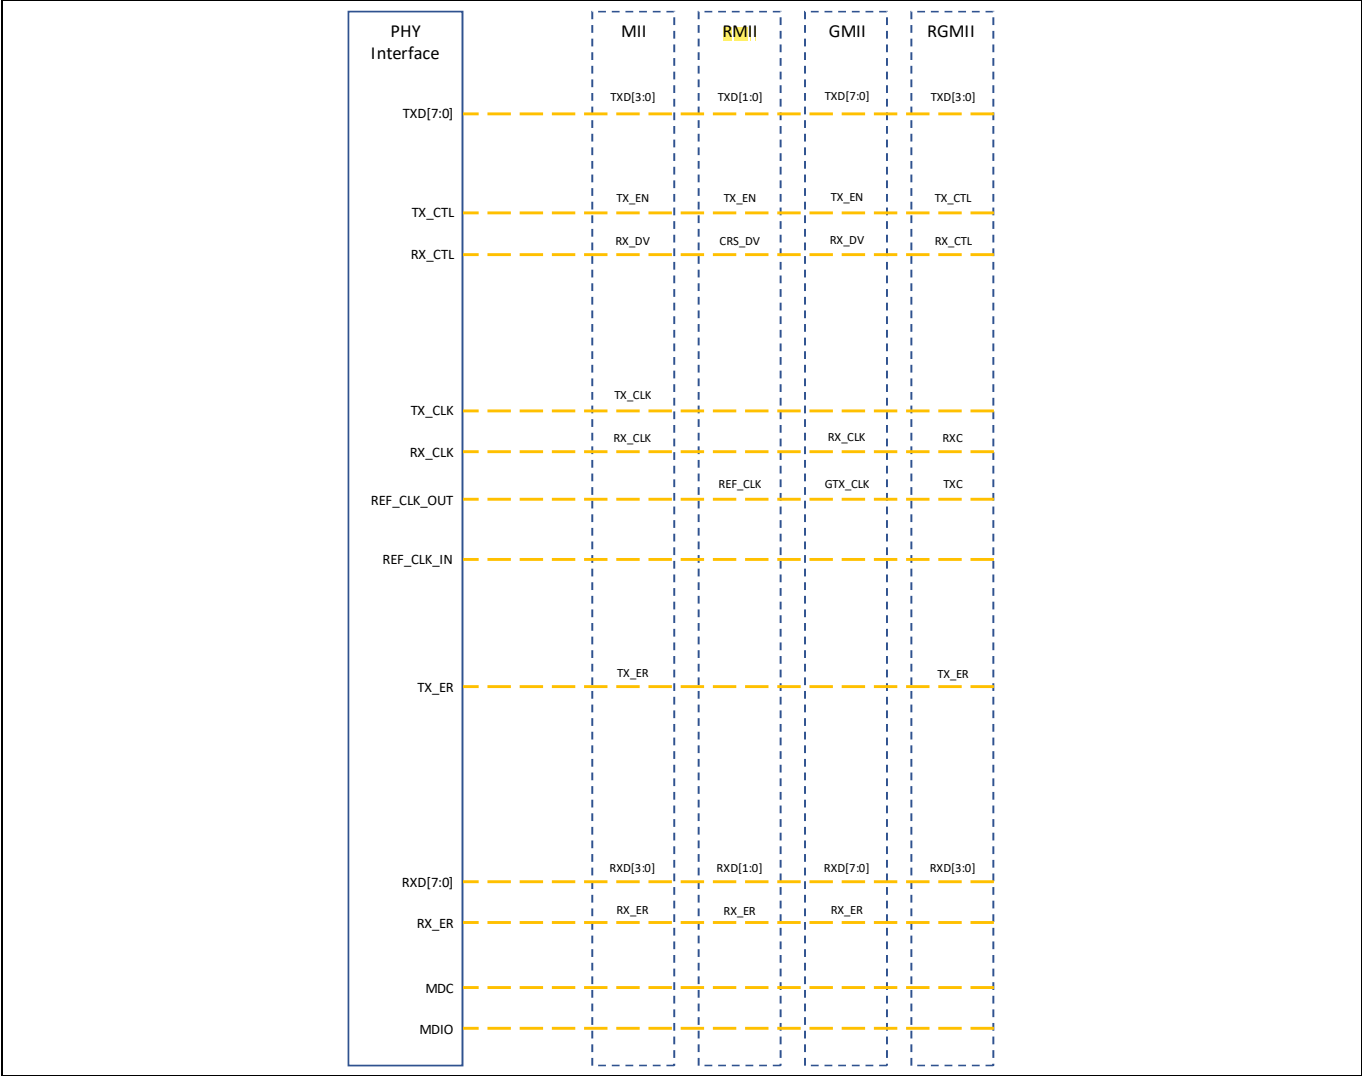 PHY
Interface
MII
RMII
GMII
RGMII
TXD[7:0]
TXD[3:0]
TXD[1:0]
TXD[7:0]
TXD[3:0]
TX_CTL
TX_EN
TX_EN
TX_EN
TX_CTL
RX_CTL
RX_DV
CRS_DV
RX_DV
RX_CTL
TX_CLK
TX_CLK
RX_CLK
RX_CLK
RX_CLK
RXC
REF_CLK_OUT
REF_CLK
GTX_CLK
TXC
REF_CLK_IN
TX_ER
TX_ER
TX_ER
RXD[7:0]
RXD[3:0]
RXD[1:0]
RXD[7:0]
RXD[3:0]
RX_ER
RX_ER
RX_ER
RX_ER
MDC
MDIO